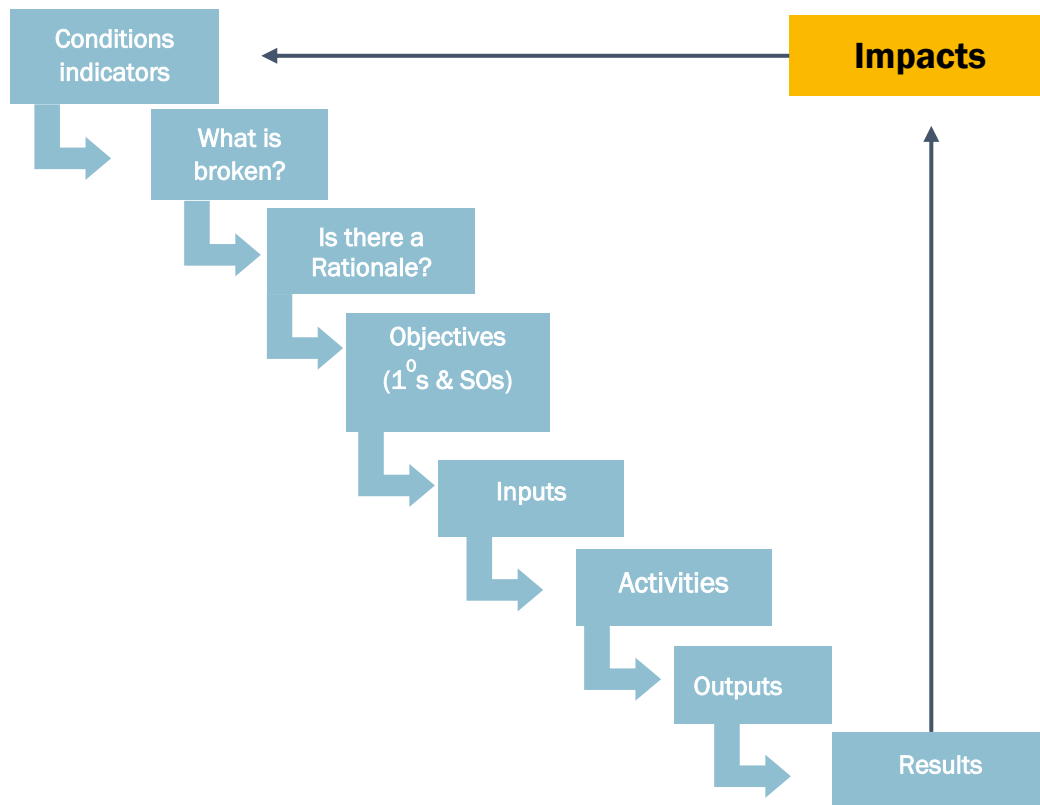 Conditions
indicators
Impacts
What is
broken?
Is there a
Rationale?
Objectives
(1⁰s & SOs)
Inputs
Activities
Outputs
Results